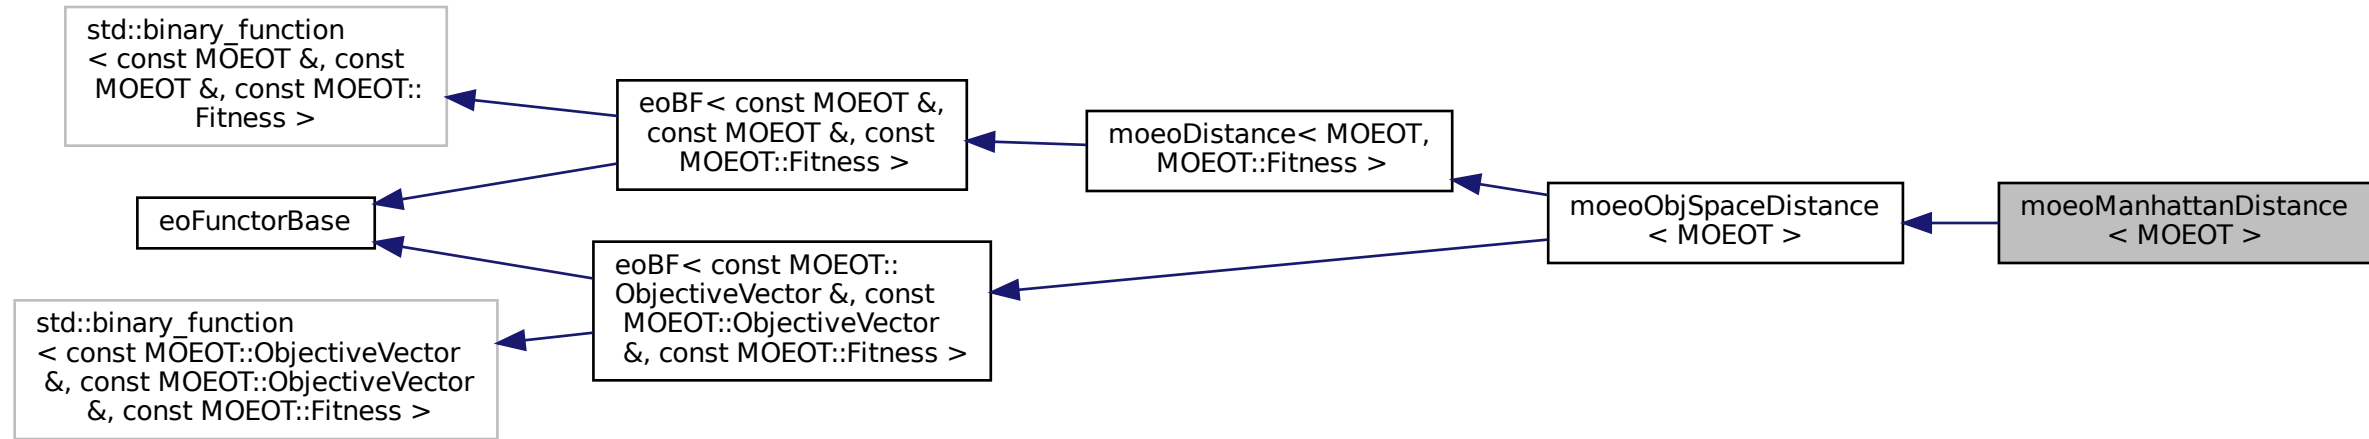 std::binary_function
< const MOEOT &, const
MOEOT &, const MOEOT::
Fitness >
eoFunctorBase
std::binary_function
< const MOEOT::ObjectiveVector
&, const MOEOT::ObjectiveVector
&, const MOEOT::Fitness >
eoBF< const MOEOT &,
const MOEOT &, const
MOEOT::Fitness >
eoBF< const MOEOT::
ObjectiveVector &, const
MOEOT::ObjectiveVector
&, const MOEOT::Fitness >
moeoDistance< MOEOT,
MOEOT::Fitness >
moeoObjSpaceDistance
< MOEOT >
moeoManhattanDistance
< MOEOT >